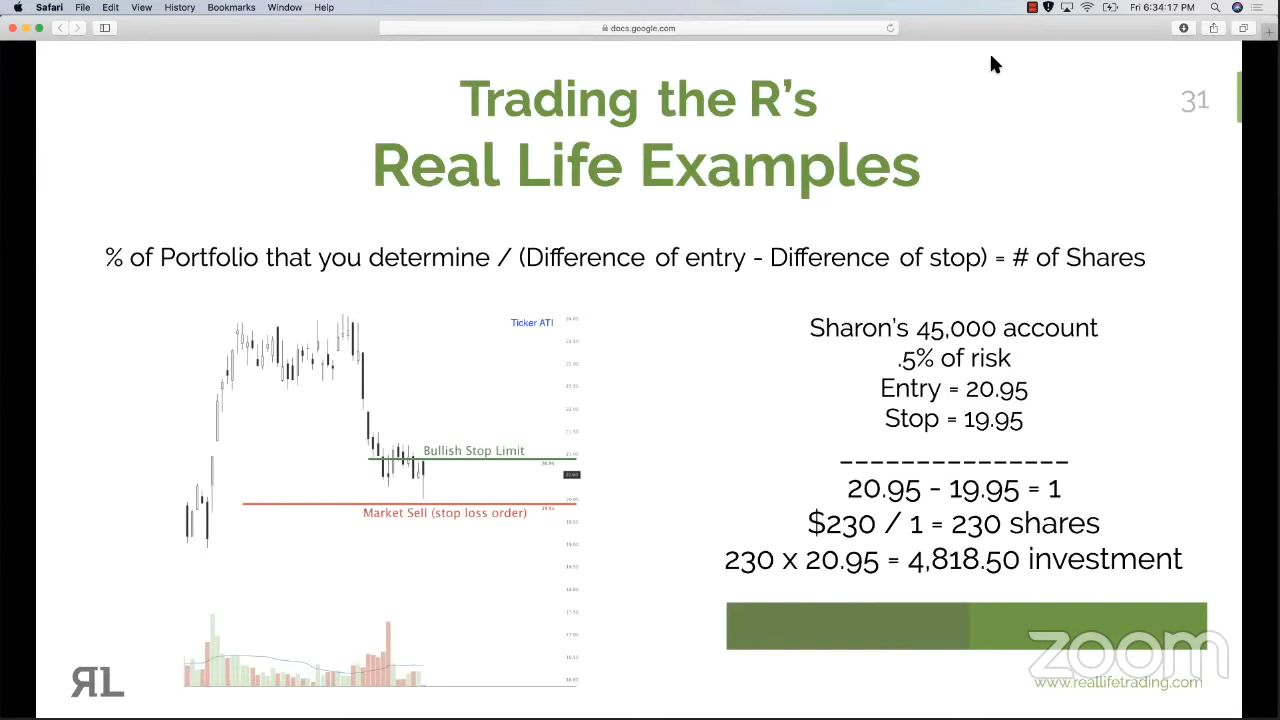 Safari File Edit View History Bookmarks Window Help Fri 6:34:17 PM
docs.google.com
Trading the R's
31
Real Life Examples
% of Portfolio that you determine / (Difference of entry - Difference of stop) = # of Shares
Ticker ATI
Bullish Stop Limit
Market Sell (stop loss order)
Sharon's 45,000 account
.5% of risk
Entry = 20.95
Stop = 19.95
_______________
20.95 - 19.95 = 1
$230 / 1 = 230 shares
230 x 20.95 = 4,818.50 investment
zoom
www.reallifetrading.com
RL